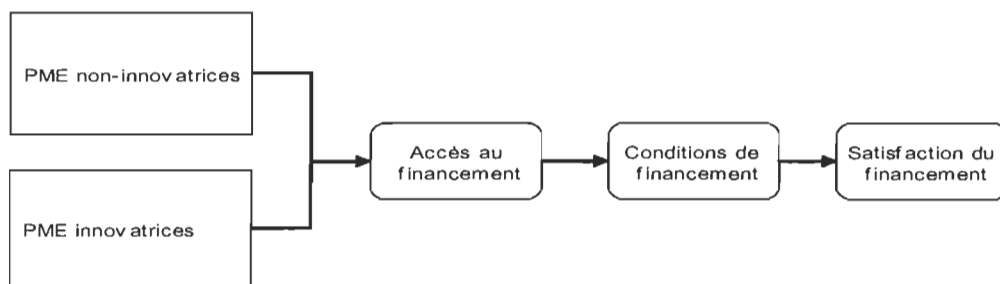 PME non-innovatrices
PME innovatrices
Accès au
financement
Conditions de
financement
Satisfaction du
financement